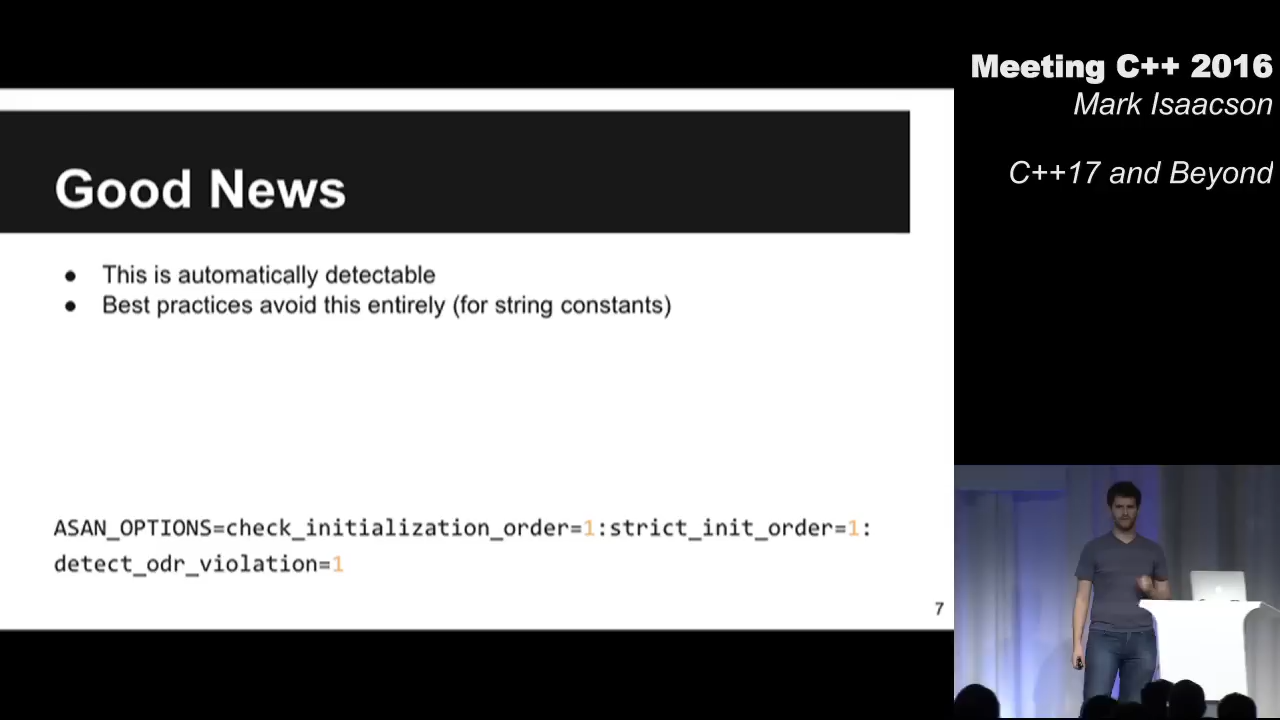 Meeting C++ 2016
Mark Isaacson
C++17 and Beyond
Good News
● This is automatically detectable
● Best practices avoid this entirely (for string constants)
ASAN_OPTIONS=check_initialization_order=1:strict_init_order=1:
detect_odr_violation=1
7